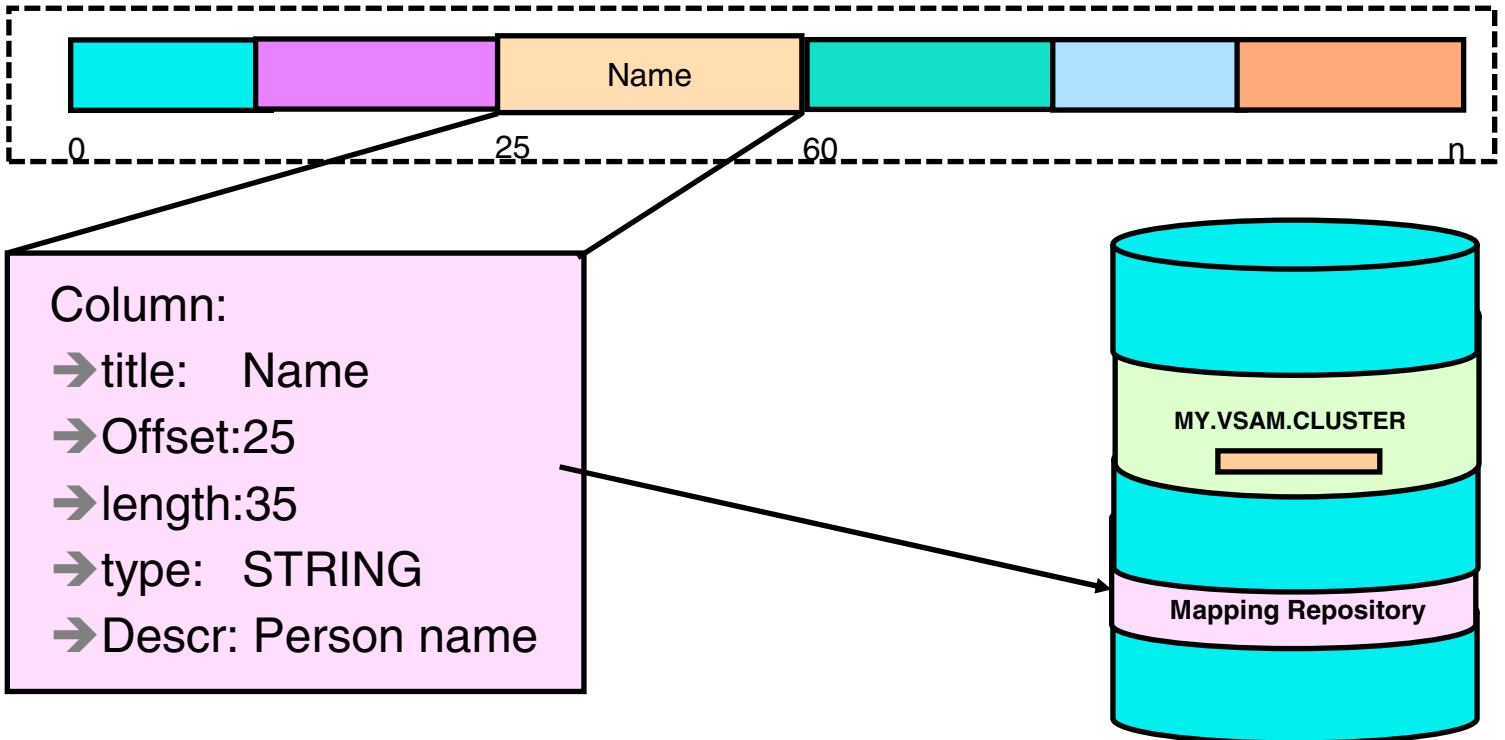 Name
0 25 60 n
Column:
➔title: Name
➔Offset:25
➔length:35
➔type: STRING
➔Descr: Person name
MY.VSAM.CLUSTER
Mapping Repository